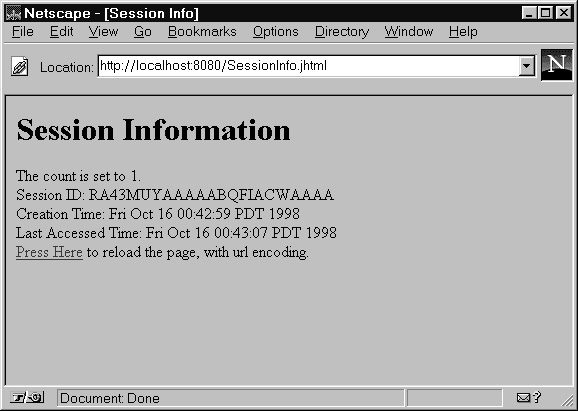 Netscape - [Session Info]
File Edit View Go Bookmarks Options Directory Window Help
Location: http://localhost:8080/SessionInfo.jhtml
N
Session Information
The count is set to 1.
Session ID: RA43MUYAAAAABQFIACWAAAA
Creation Time: Fri Oct 16 00:42:59 PDT 1998
Last Accessed Time: Fri Oct 16 00:43:07 PDT 1998
Press Here to reload the page, with url encoding.
Document: Done
?